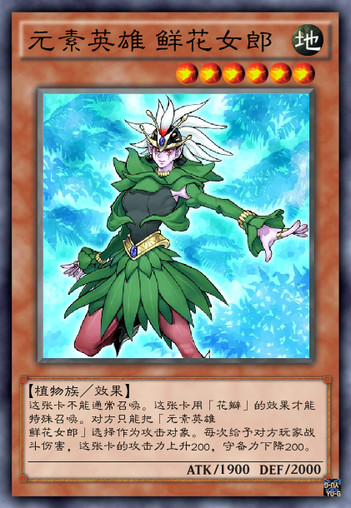 元素英雄 鲜花女郎
地
【植物族／效果】
这张卡不能通常召唤。这张卡用「花瓣」的效果才能
特殊召唤。对方只能把「元素英雄
鲜花女郎」选择作为攻击对象。每次给予对方玩家战
斗伤害，这张卡的攻击力上升200，守备力下降200。
ATK/1900 DEF/2000